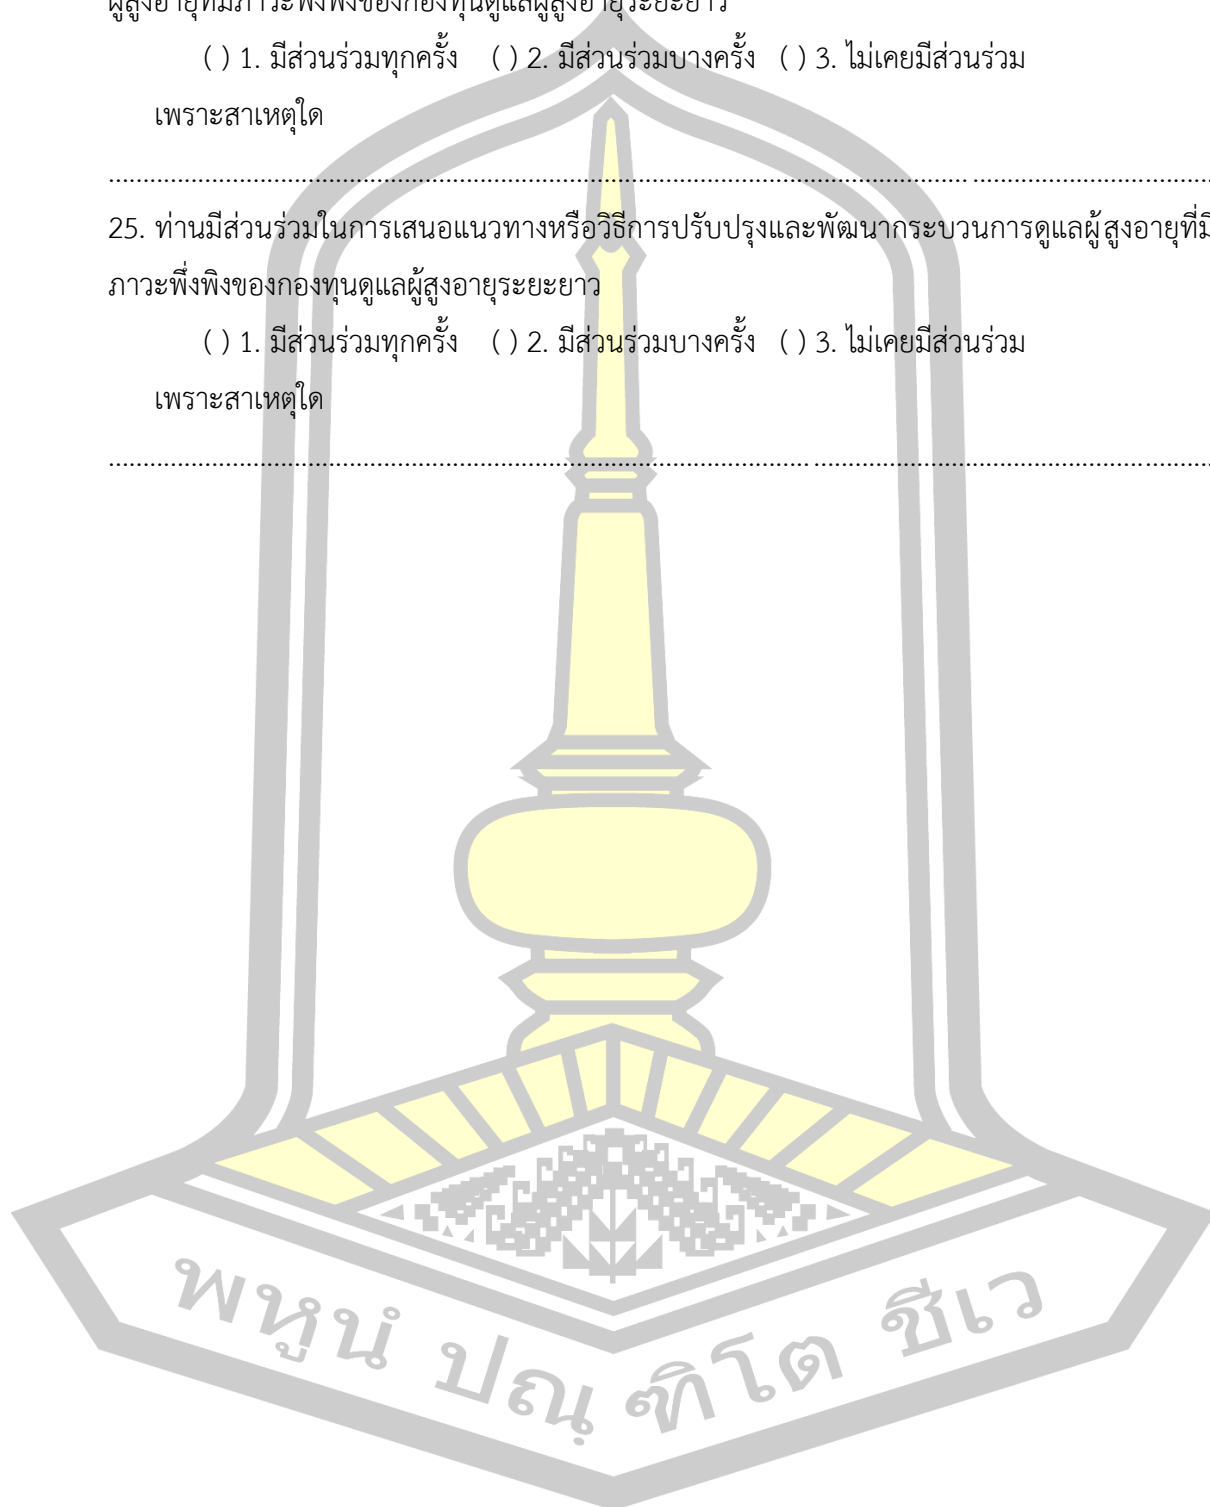 ผู้สูงอายุที่มีภาวะพึ่งพิงของกองทุนดูแลผู้สูงอายุระยะยาว
( ) 1. มีส่วนร่วมทุกครั้ง ( ) 2. มีส่วนร่วมบางครั้ง ( ) 3. ไม่เคยมีส่วนร่วม
เพราะสาเหตุใด
........................................................................................................................................................
25. ท่านมีส่วนร่วมในการเสนอแนวทางหรือวิธีการปรับปรุงและพัฒนากระบวนการดูแลผู้สูงอายุที่มี
ภาวะพึ่งพิงของกองทุนดูแลผู้สูงอายุระยะยาว
( ) 1. มีส่วนร่วมทุกครั้ง ( ) 2. มีส่วนร่วมบางครั้ง ( ) 3. ไม่เคยมีส่วนร่วม
เพราะสาเหตุใด
........................................................................................................................................................
พหูนํ ปณฺฑิโต ชีเว